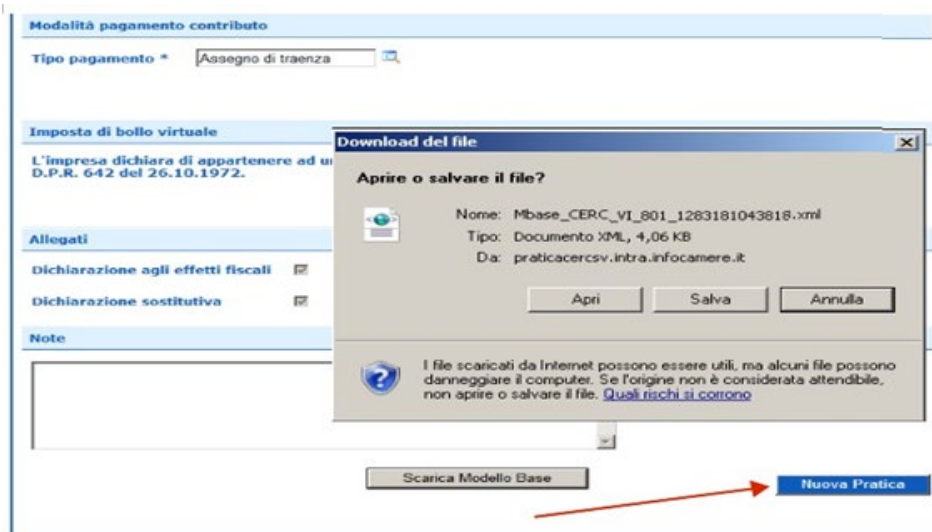 Modalità pagamento contributo
Tipo pagamento * Assegno di traenza
Imposta di bollo virtuale
L'impresa dichiara di appartenere ad un
D.P.R. 642 del 26.10.1972.
Allegati
Dichiarazione agli effetti fiscali
Dichiarazione sostitutiva
Note
Download del file
Aprire o salvare il file?
Nome: Mbase_CERC_VI_801_1283181043818.xml
Tipo: Documento XML, 4,06 KB
Da: praticacercsv.intra.infocamere.it
Apri Salva Annulla
I file scaricati da Internet possono essere utili, ma alcuni file possono
danneggiare il computer. Se l'origine non è considerata attendibile,
non aprire o salvare il file. Quali rischi si corrono
Scarica Modello Base
Nuova Pratica